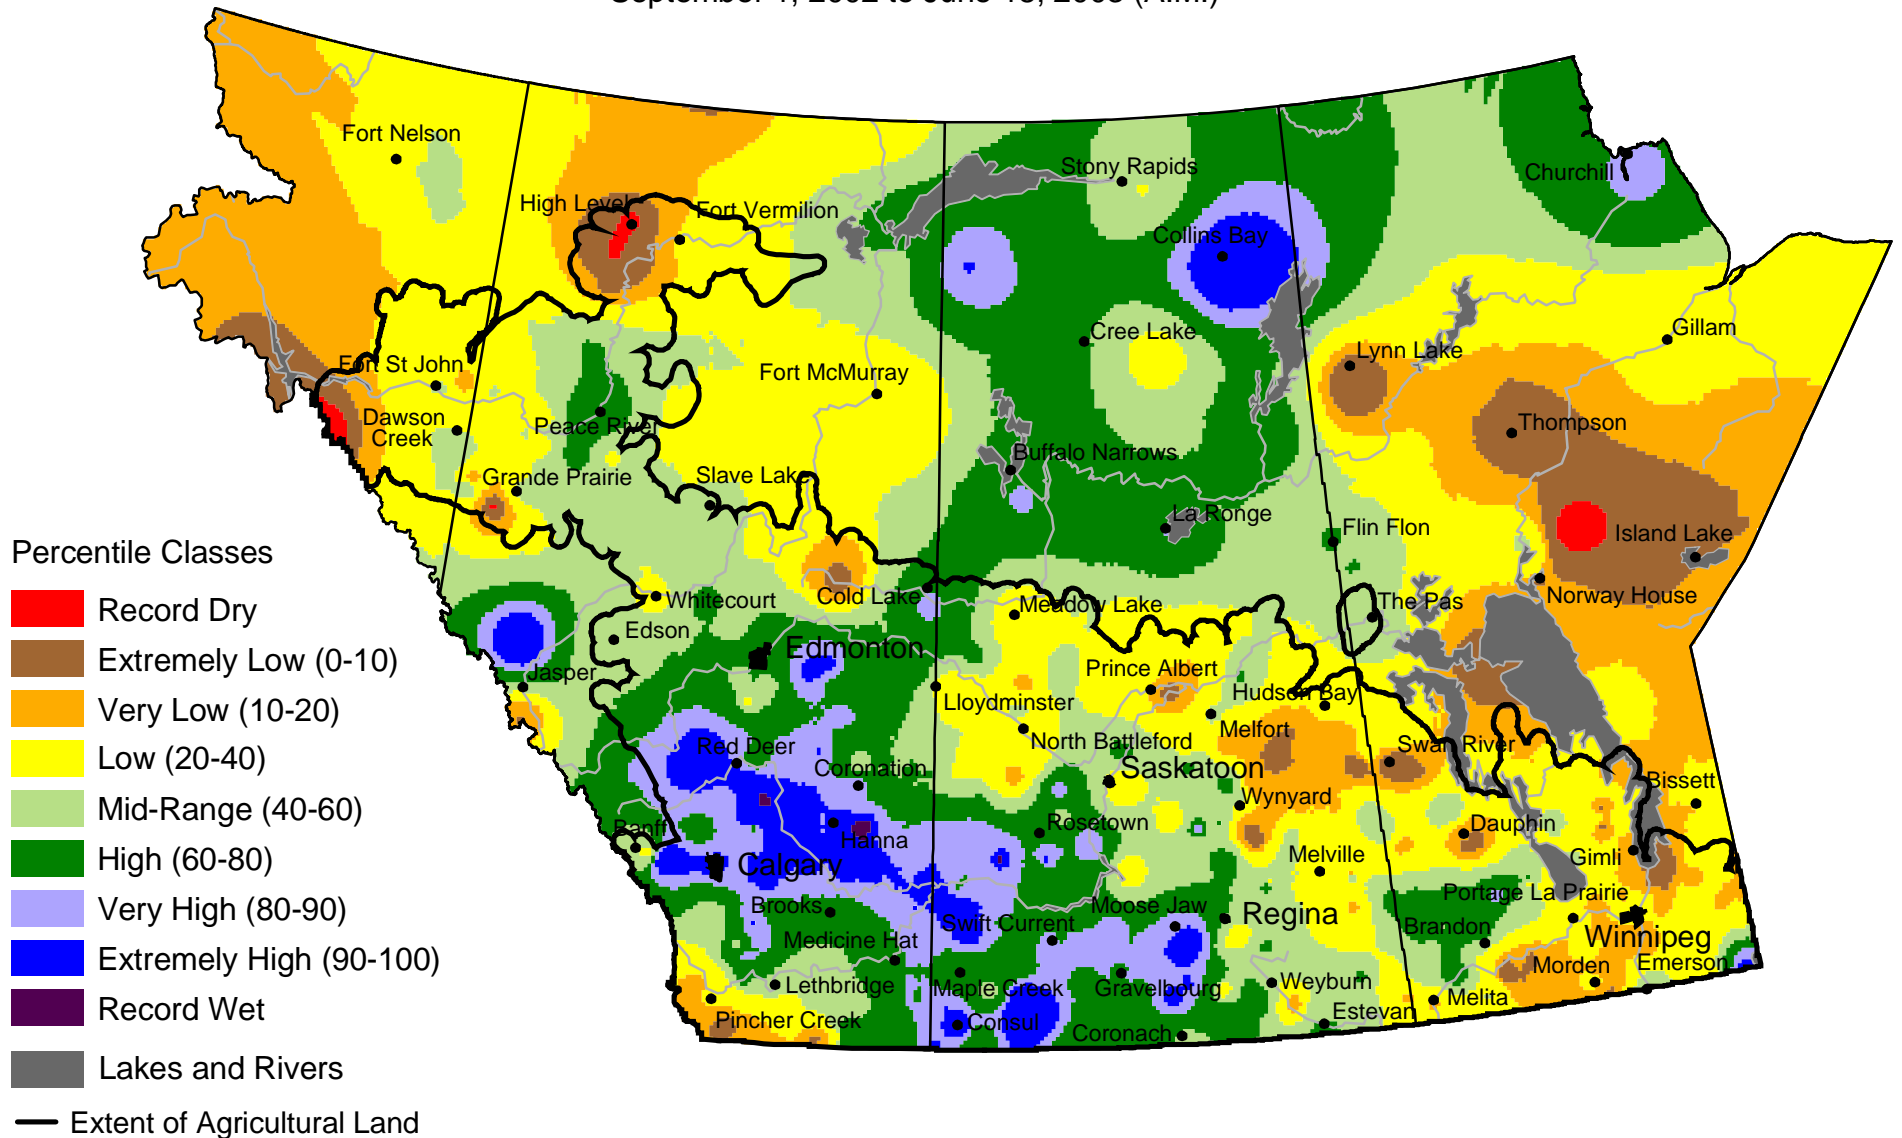 Fort Nelson
High Level
Fort Vermilion
Stony Rapids
Churchill
Collins Bay
Cree Lake
Gillam
Lynn Lake
Fort St John
Fort McMurray
Dawson
Creek
Peace River
Thompson
Buffalo Narrows
Grande Prairie
Slave Lake
La Ronge
Flin Flon
Island Lake
Whitecourt
Cold Lake
Meadow Lake
The Pas
Norway House
Edson
Edmonton
Jasper
Prince Albert
Hudson Bay
Lloydminster
Melfort
North Battleford
Red Deer
Swan River
Coronation
Saskatoon
Bissett
Wynyard
Banff
Hanna
Rosetown
Dauphin
Calgary
Melville
Gimli
Portage La Prairie
Brooks
Moose Jaw
Regina
Swift Current
Brandon
Medicine Hat
Winnipeg
Morden
Emerson
Lethbridge
Maple Creek
Gravelbourg
Weyburn
Melita
Pincher Creek
Consul
Coronach
Estevan
Percentile Classes
Record Dry
Extremely Low (0-10)
Very Low (10-20)
Low (20-40)
Mid-Range (40-60)
High (60-80)
Very High (80-90)
Extremely High (90-100)
Record Wet
Lakes and Rivers
Extent of Agricultural Land